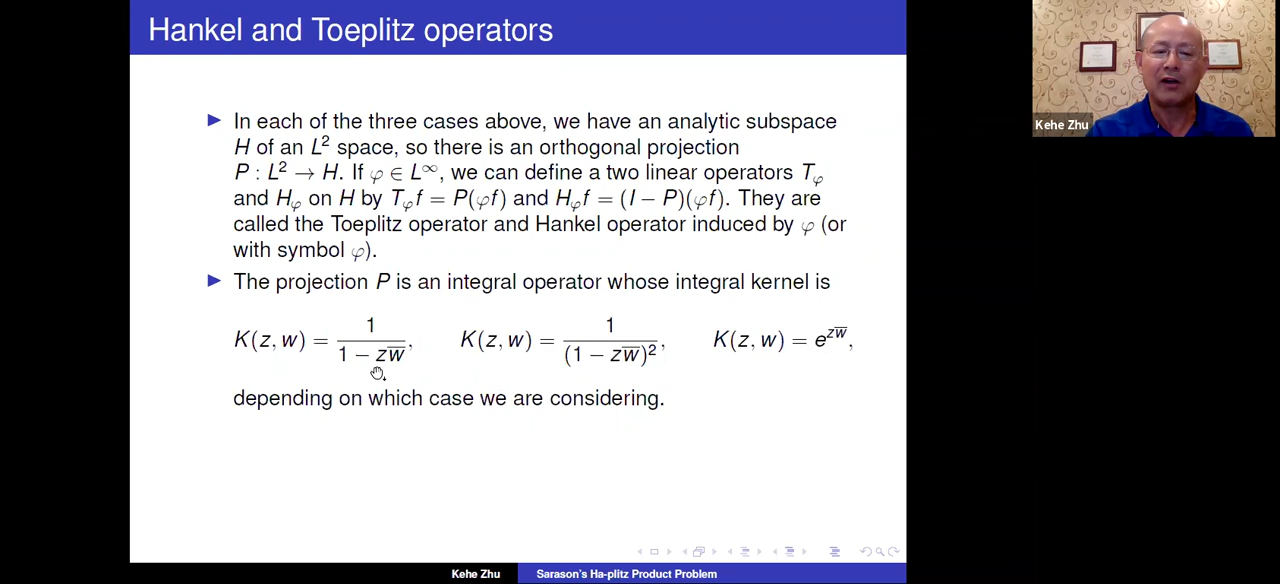 Hankel and Toeplitz operators
In each of the three cases above, we have an analytic subspace
H of an L² space, so there is an orthogonal projection
P : L² → H. If φ ∈ L∞, we can define a two linear operators Tφ
and Hφ on H by Tφf = P(φf) and Hφf = (I − P)(φf). They are
called the Toeplitz operator and Hankel operator induced by φ (or
with symbol φ).
The projection P is an integral operator whose integral kernel is
K(z, w) = 1/(1 − zw̅), K(z, w) = 1/(1 − zw̅)², K(z, w) = e^{zw̅},
depending on which case we are considering.
Kehe Zhu
Kehe Zhu Sarason's Ha-plitz Product Problem